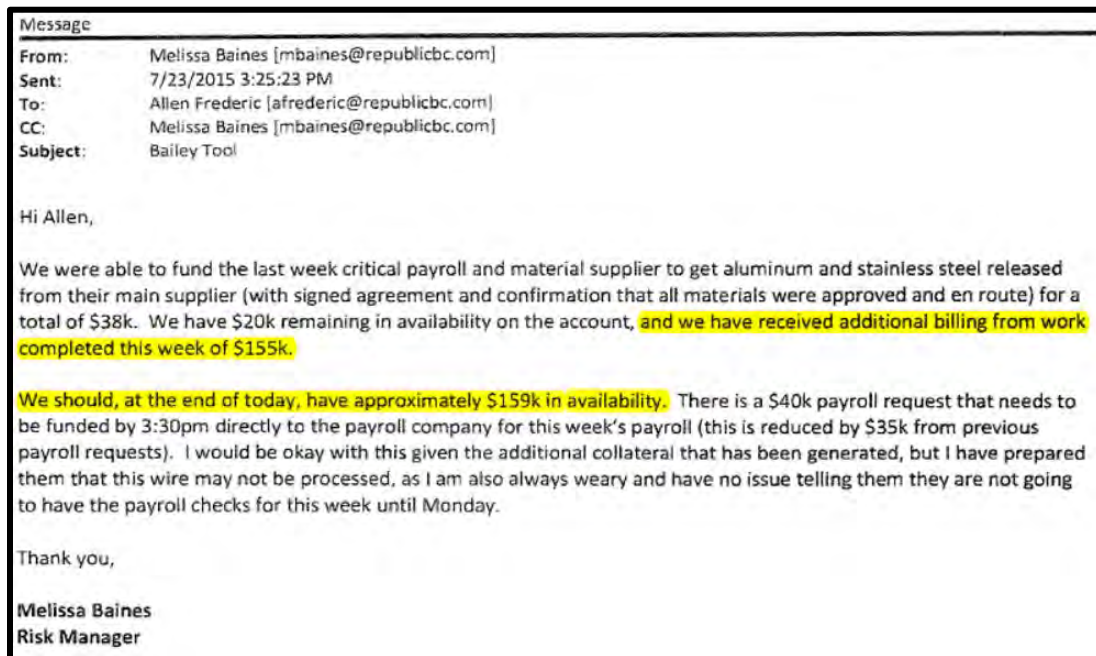 Message
From: Melissa Baines [mbaines@republicbc.com]
Sent: 7/23/2015 3:25:23 PM
To: Allen Frederic [afrederic@republicbc.com]
CC: Melissa Baines [mbaines@republicbc.com]
Subject: Bailey Tool
Hi Allen,
We were able to fund the last week critical payroll and material supplier to get aluminum and stainless steel released
from their main supplier (with signed agreement and confirmation that all materials were approved and en route) for a
total of $38k. We have $20k remaining in availability on the account, and we have received additional billing from work
completed this week of $155k.
We should, at the end of today, have approximately $159k in availability. There is a $40k payroll request that needs to
be funded by 3:30pm directly to the payroll company for this week's payroll (this is reduced by $35k from previous
payroll requests). I would be okay with this given the additional collateral that has been generated, but I have prepared
them that this wire may not be processed, as I am also always weary and have no issue telling them they are not going
to have the payroll checks for this week until Monday.
Thank you,
Melissa Baines
Risk Manager